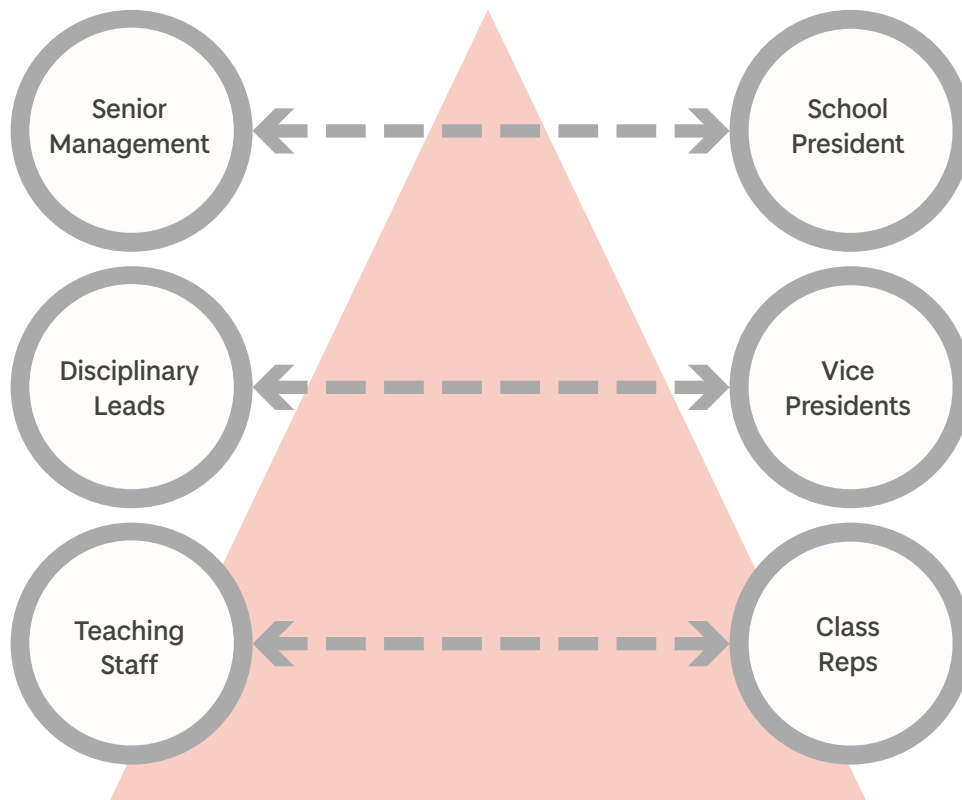 Senior
Management
School
President
Disciplinary
Leads
Vice
Presidents
Teaching
Staff
Class
Reps